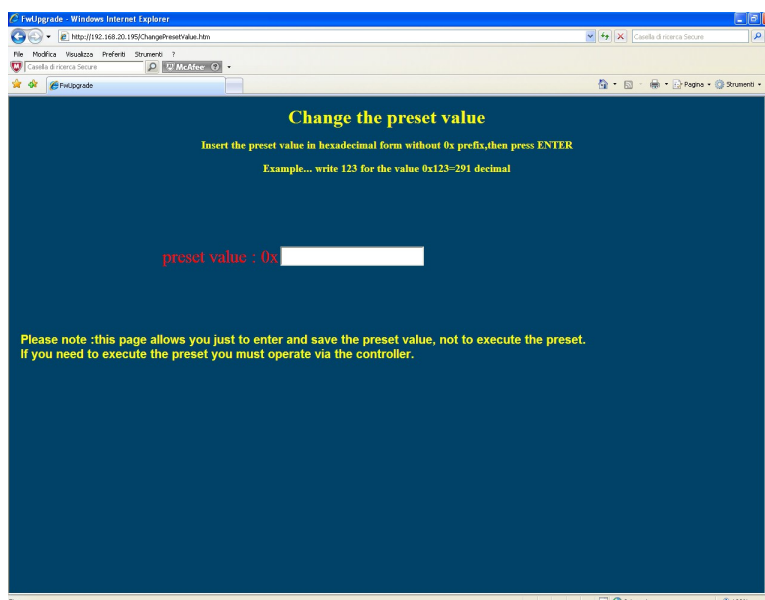 FwUpgrade - Windows Internet Explorer
http://192.168.20.195/ChangePresetValue.htm
Casella di ricerca Secure
File Modifica Visualizza Preferiti Strumenti ?
Casella di ricerca Secure
McAfee
FwUpgrade
Pagina
Strumenti
Change the preset value
Insert the preset value in hexadecimal form without 0x prefix,then press ENTER
Example... write 123 for the value 0x123=291 decimal
preset value : 0x
Please note :this page allows you just to enter and save the preset value, not to execute the preset.
If you need to execute the preset you must operate via the controller.